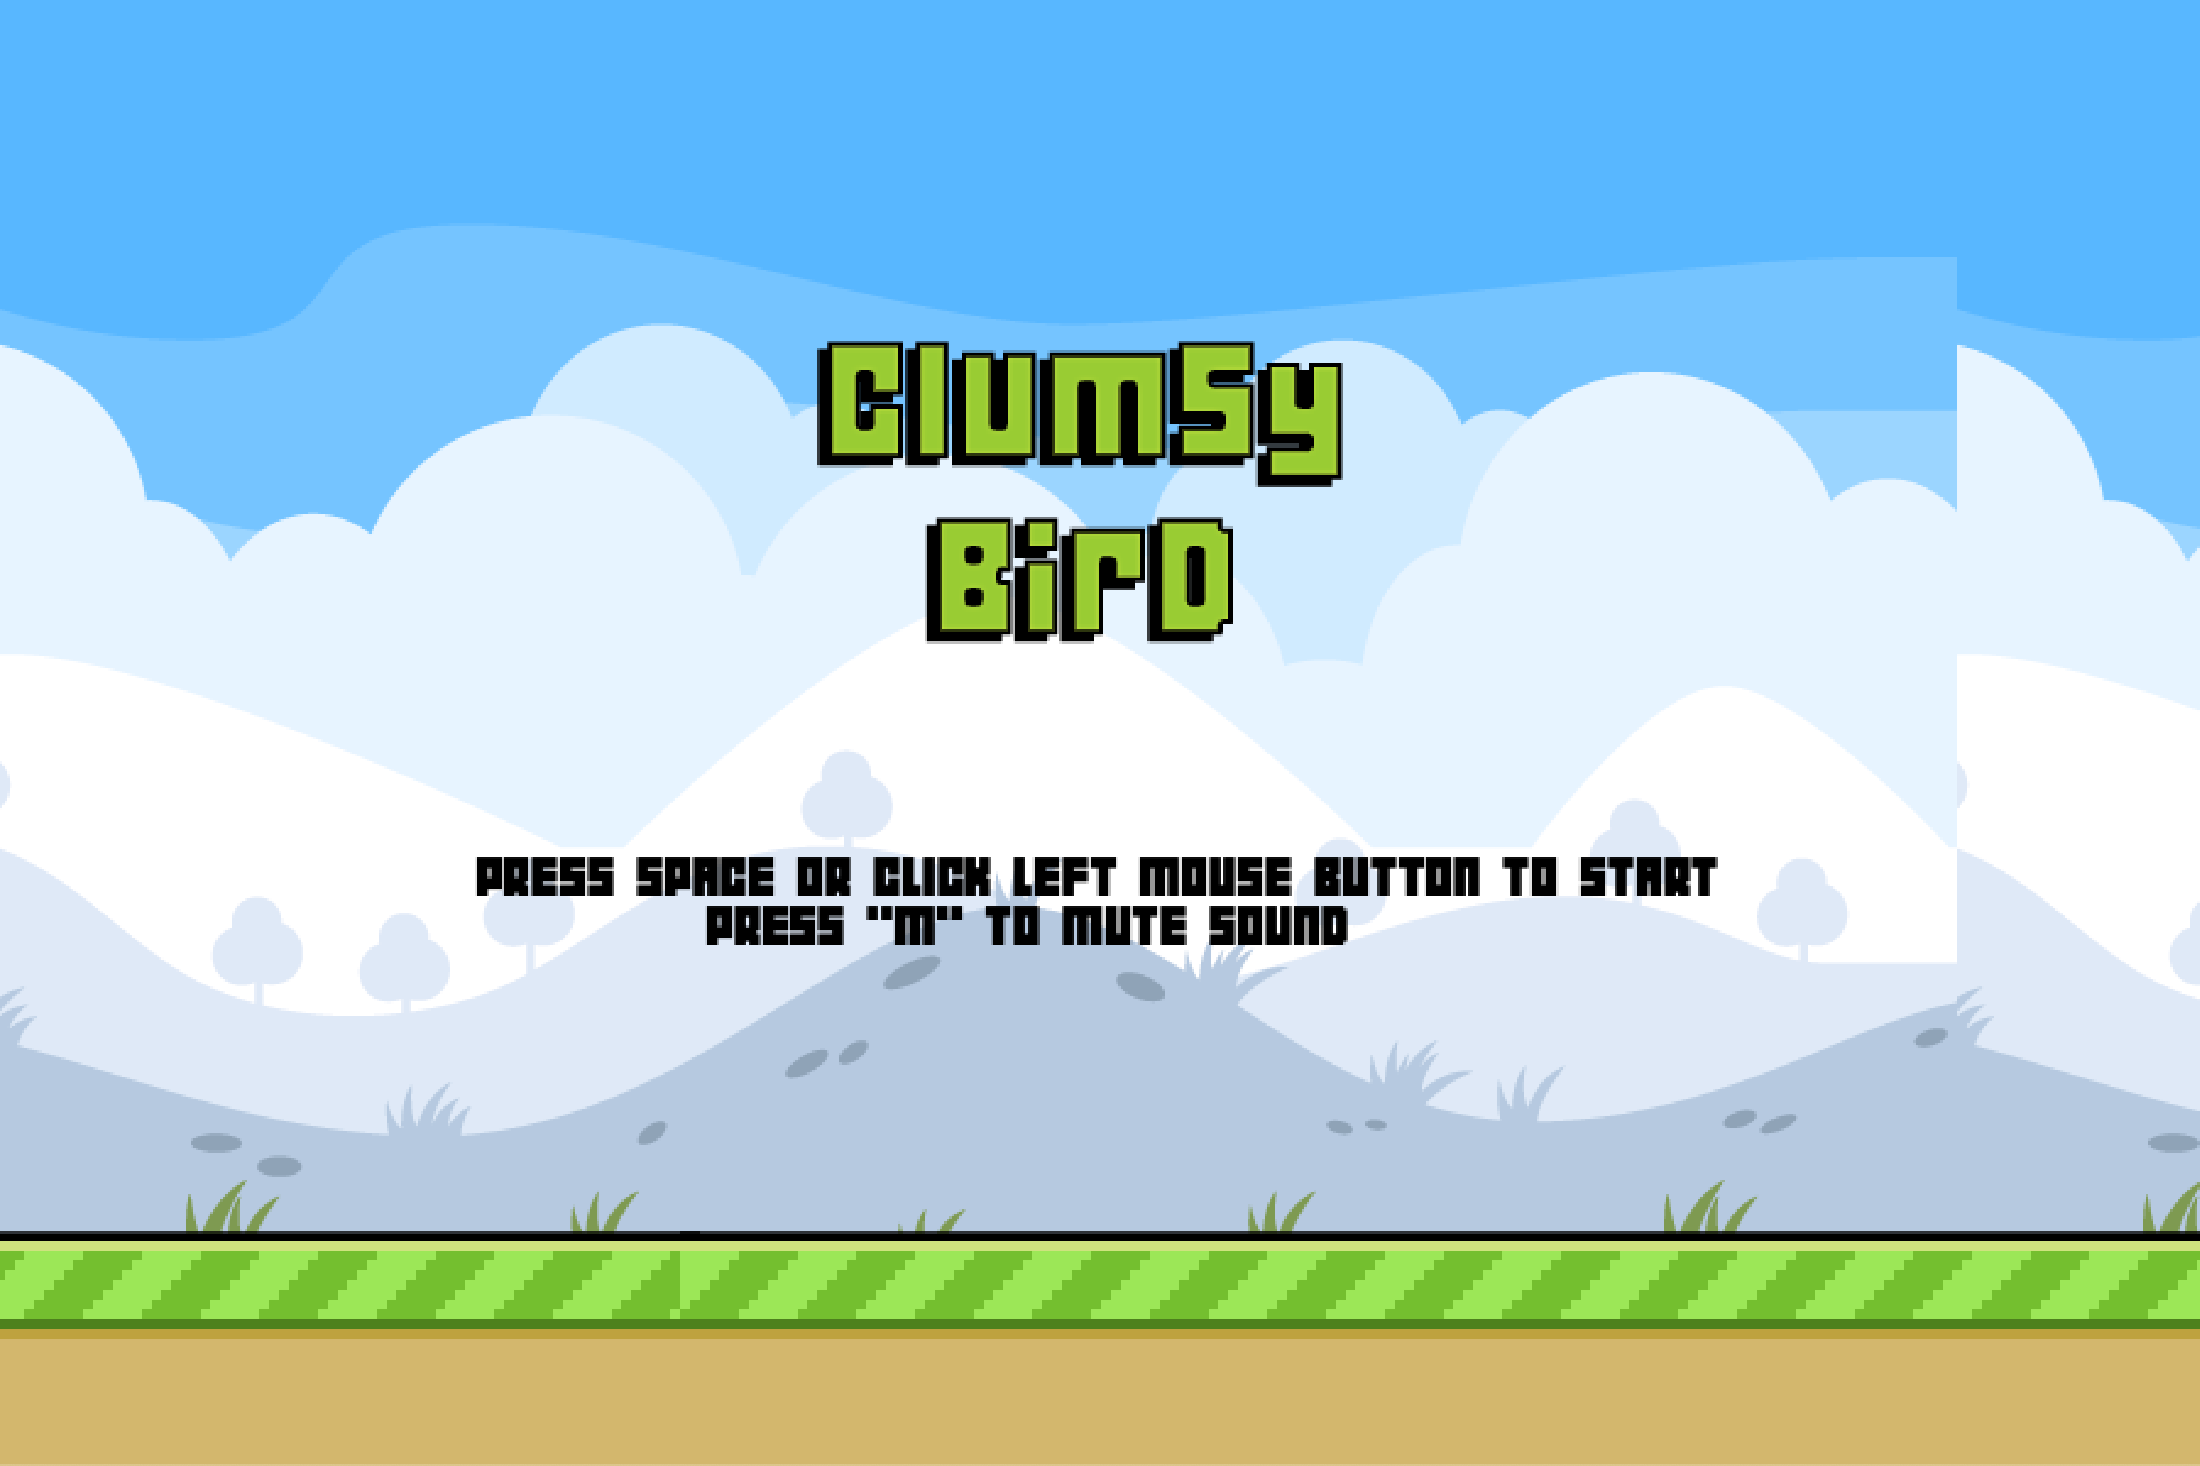 Clumsy
Bird
PRESS SPACE OR CLICK LEFT MOUSE BUTTON TO START
PRESS "M" TO MUTE SOUND